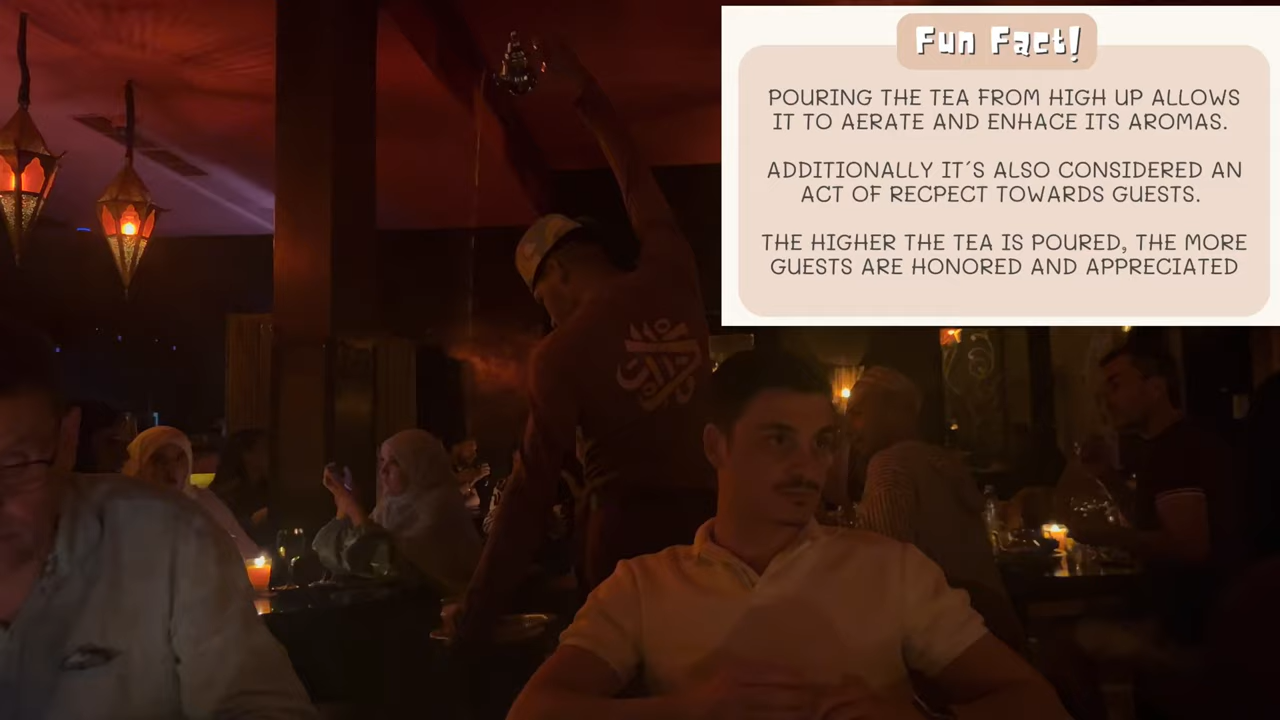 Fun Fact!
POURING THE TEA FROM HIGH UP ALLOWS
IT TO AERATE AND ENHACE ITS AROMAS.
ADDITIONALLY IT´S ALSO CONSIDERED AN
ACT OF RECPECT TOWARDS GUESTS.
THE HIGHER THE TEA IS POURED, THE MORE
GUESTS ARE HONORED AND APPRECIATED